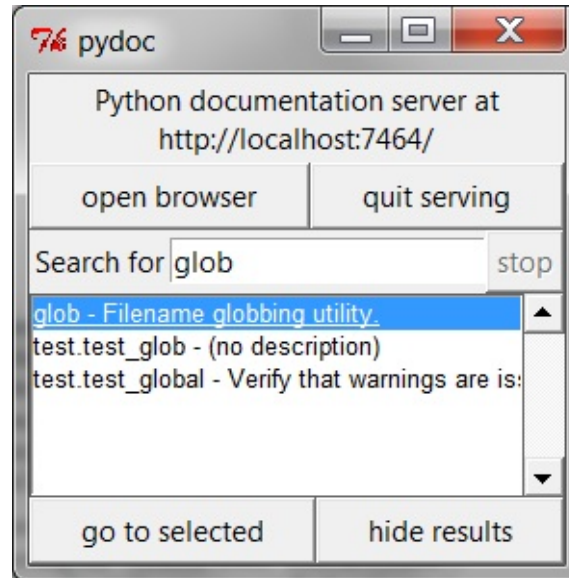 pydoc
Python documentation server at
http://localhost:7464/
open browser
quit serving
Search for glob
stop
glob - Filename globbing utility.
test.test_glob - (no description)
test.test_global - Verify that warnings are is
go to selected
hide results